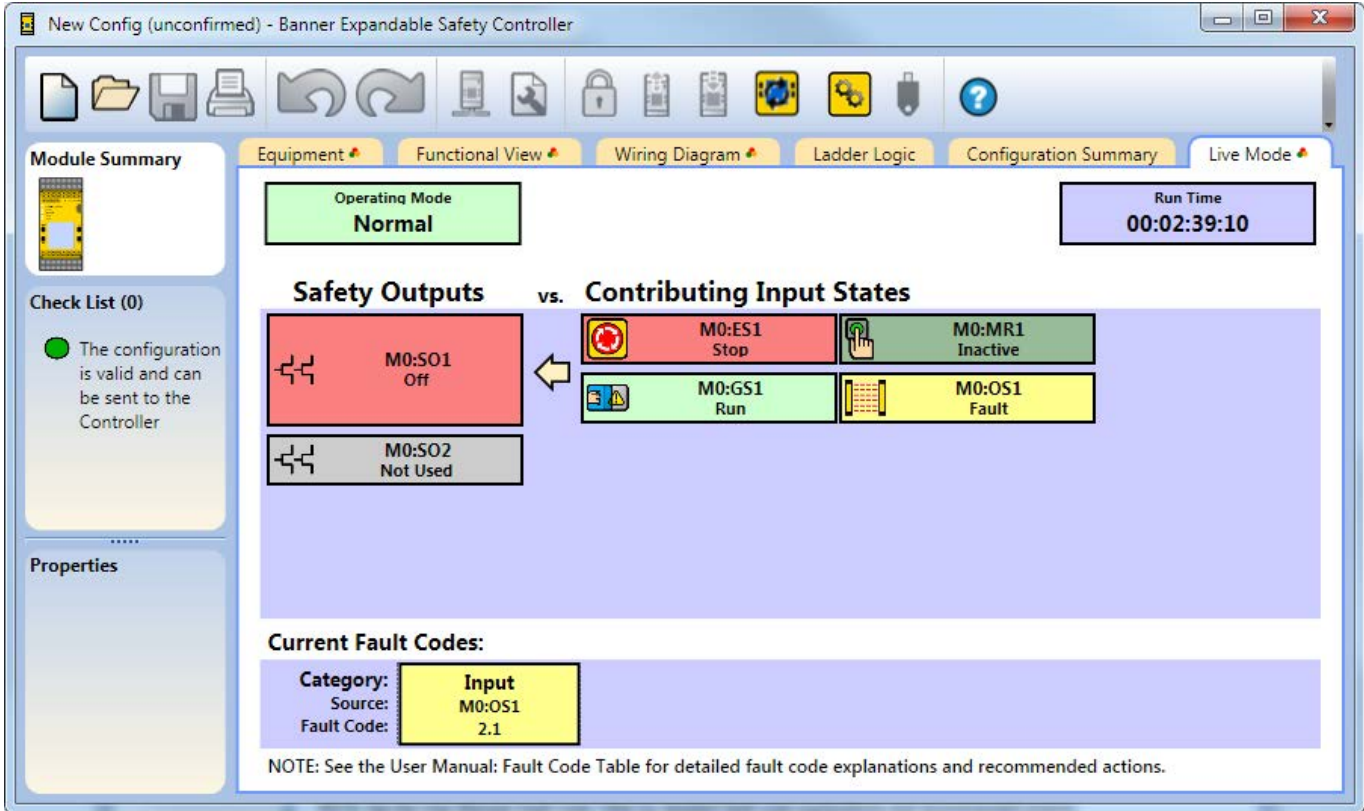 New Config (unconfirmed) - Banner Expandable Safety Controller
Module Summary
Equipment
Functional View
Wiring Diagram
Ladder Logic
Configuration Summary
Live Mode
Operating Mode
Normal
Run Time
00:02:39:10
Check List (0)
The configuration
is valid and can
be sent to the
Controller
Safety Outputs vs. Contributing Input States
M0:SO1
Off
M0:ES1
Stop
M0:MR1
Inactive
M0:GS1
Run
M0:OS1
Fault
M0:SO2
Not Used
Properties
Current Fault Codes:
Category: Input
Source: M0:OS1
Fault Code: 2.1
NOTE: See the User Manual: Fault Code Table for detailed fault code explanations and recommended actions.